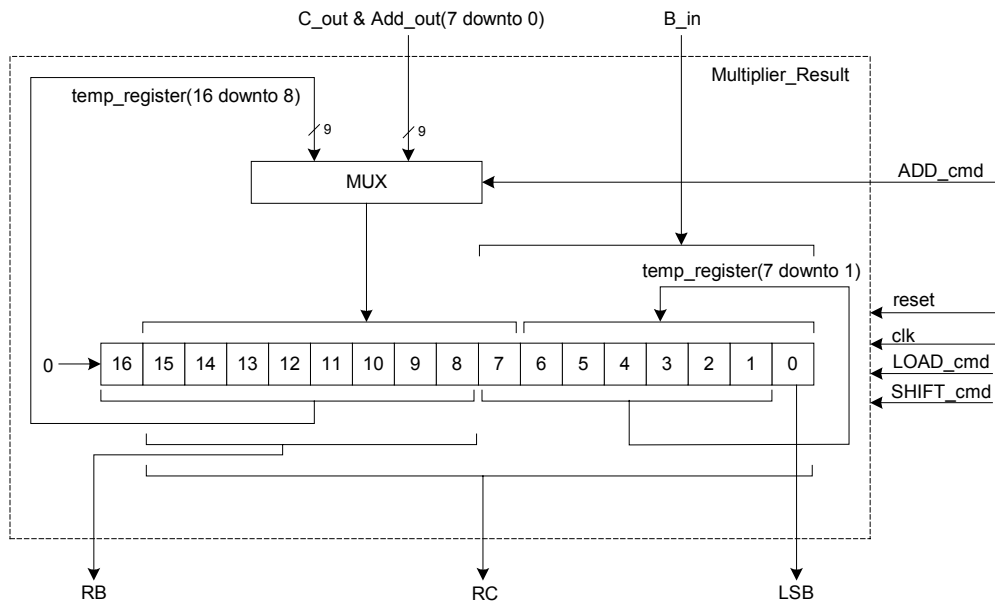 C_out & Add_out(7 downto 0)
B_in
Multiplier_Result
temp_register(16 downto 8)
9
9
MUX
ADD_cmd
temp_register(7 downto 1)
reset
clk
LOAD_cmd
SHIFT_cmd
0
16 15 14 13 12 11 10 9 8 7 6 5 4 3 2 1 0
RB
RC
LSB